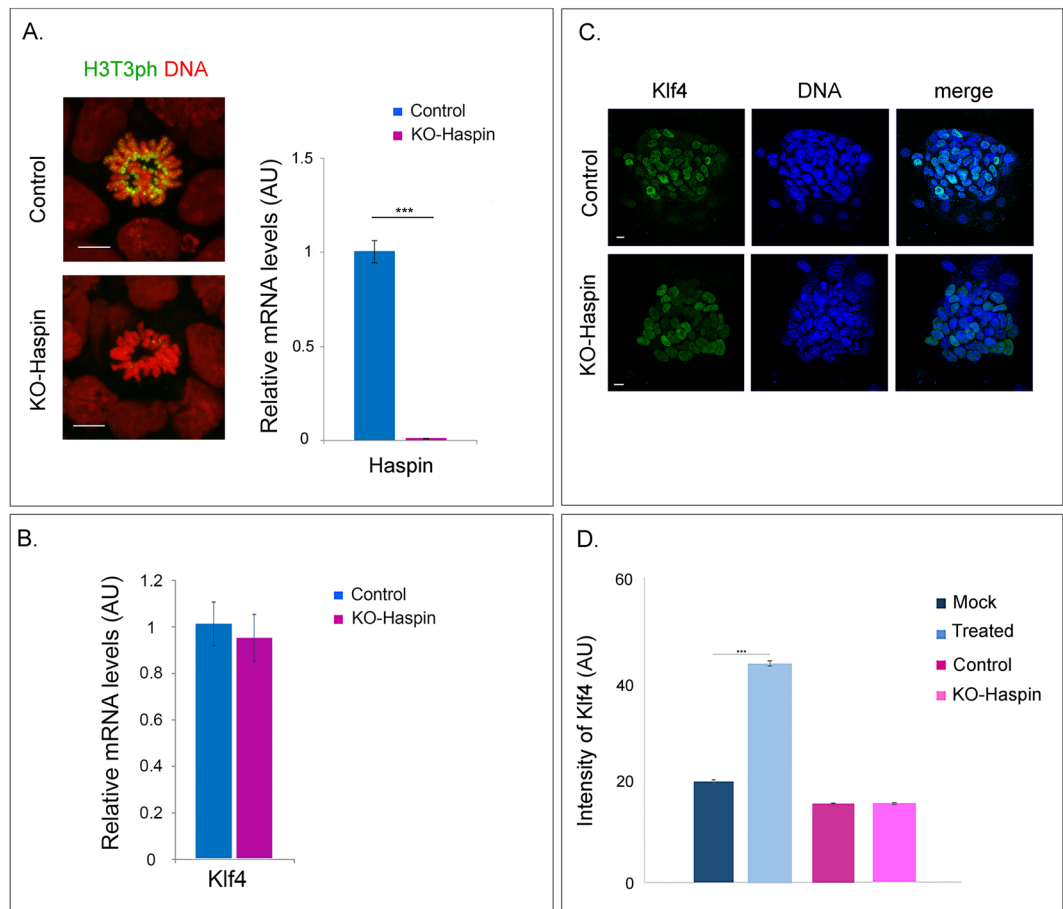 A.
H3T3ph DNA
Control
KO-Haspin
Control
KO-Haspin
Relative mRNA levels (AU)
1.5
1
0.5
0
***
Haspin
B.
Control
KO-Haspin
Relative mRNA levels (AU)
1.2
1
0.8
0.6
0.4
0.2
0
Klf4
C.
Klf4 DNA merge
Control
KO-Haspin
D.
Mock
Treated
Control
KO-Haspin
Intensity of Klf4 (AU)
60
40
20
0
***